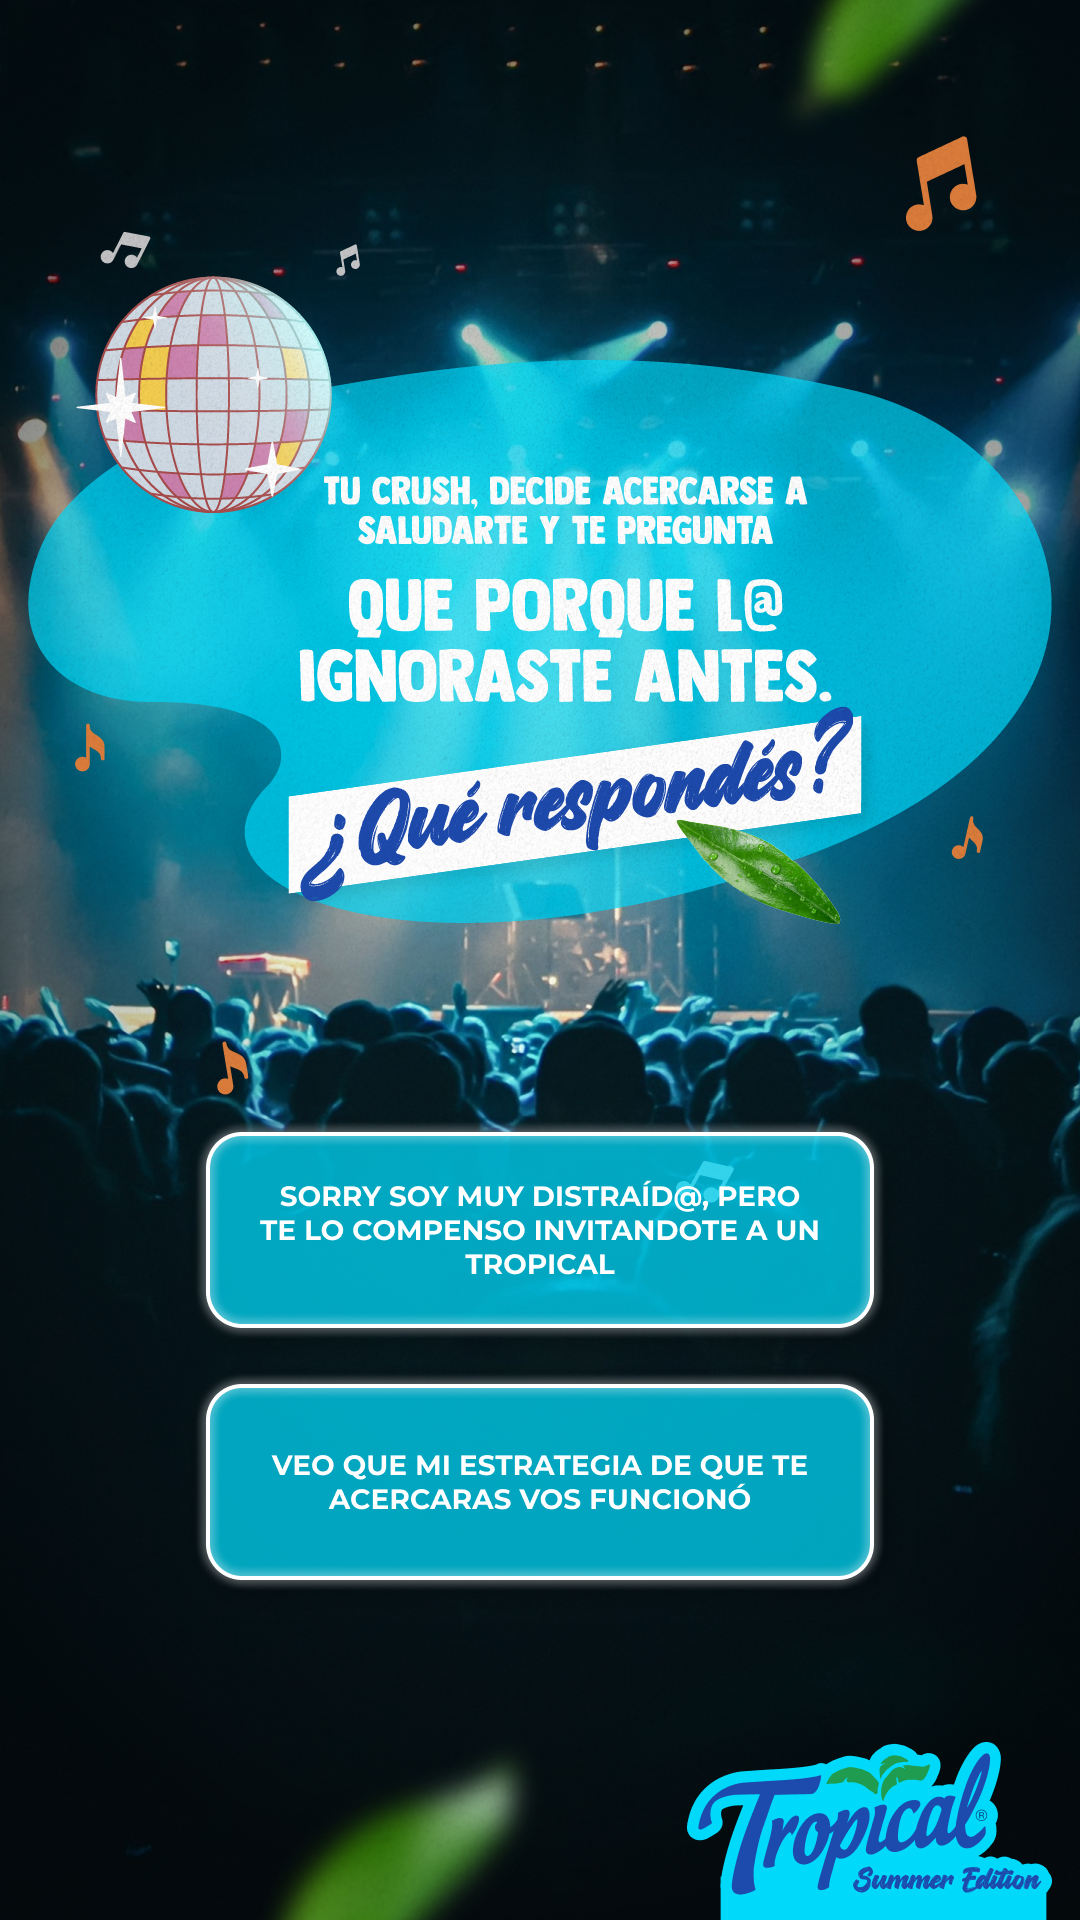 TU CRUSH, DECIDE ACERCARSE A
SALUDARTE Y TE PREGUNTA
QUE PORQUE L@
IGNORASTE ANTES.
¿Qué respondés?
SORRY SOY MUY DISTRAÍD@, PERO
TE LO COMPENSO INVITANDOTE A UN
TROPICAL
VEO QUE MI ESTRATEGIA DE QUE TE
ACERCARAS VOS FUNCIONÓ
Tropical®
Summer Edition